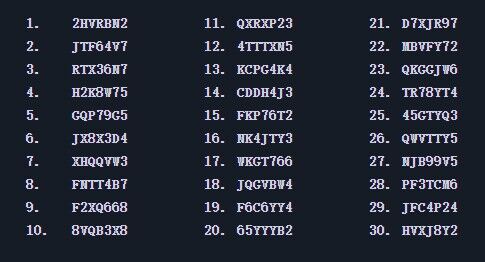 1. 2HVRBN2 11. QXRXP23 21. D7XJR97
2. JTF64V7 12. 4TTTXN5 22. MBVFY72
3. RTX36N7 13. KCPG4K4 23. QKGGJW6
4. H2K8W75 14. CDDH4J3 24. TR78YT4
5. GQP79G5 15. FKP76T2 25. 45GTYQ3
6. JX8X3D4 16. NK4JTY3 26. QWVTTY5
7. XHQQVW3 17. WKGT766 27. NJB99V5
8. FNTT4B7 18. JQGVBW4 28. PF3TCM6
9. F2XQ668 19. F6C6YY4 29. JFC4P24
10. 8VQB3X8 20. 65YYYB2 30. HVXJ8Y2